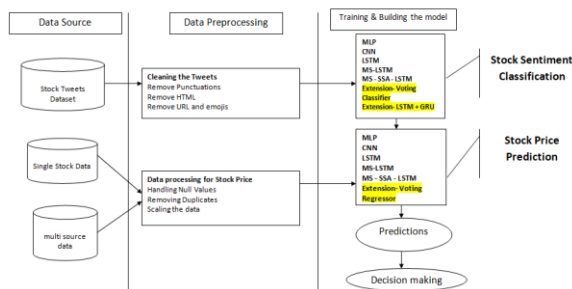 Data Source
Data Preprocessing
Training & Building the model
Stock Tweets
Dataset
Cleaning the Tweets
Remove Punctuations
Remove HTML
Remove URL and emojis
MLP
CNN
LSTM
MS-LSTM
MS - SSA - LSTM
Extension- Voting
Classifier
Extension- LSTM + GRU
Stock Sentiment
Classification
Single Stock Data
multi source
data
Data processing for Stock Price
Handling Null Values
Removing Duplicates
Scaling the data
MLP
CNN
LSTM
MS-LSTM
MS - SSA - LSTM
Extension- Voting
Regressor
Stock Price
Prediction
Predictions
Decision making